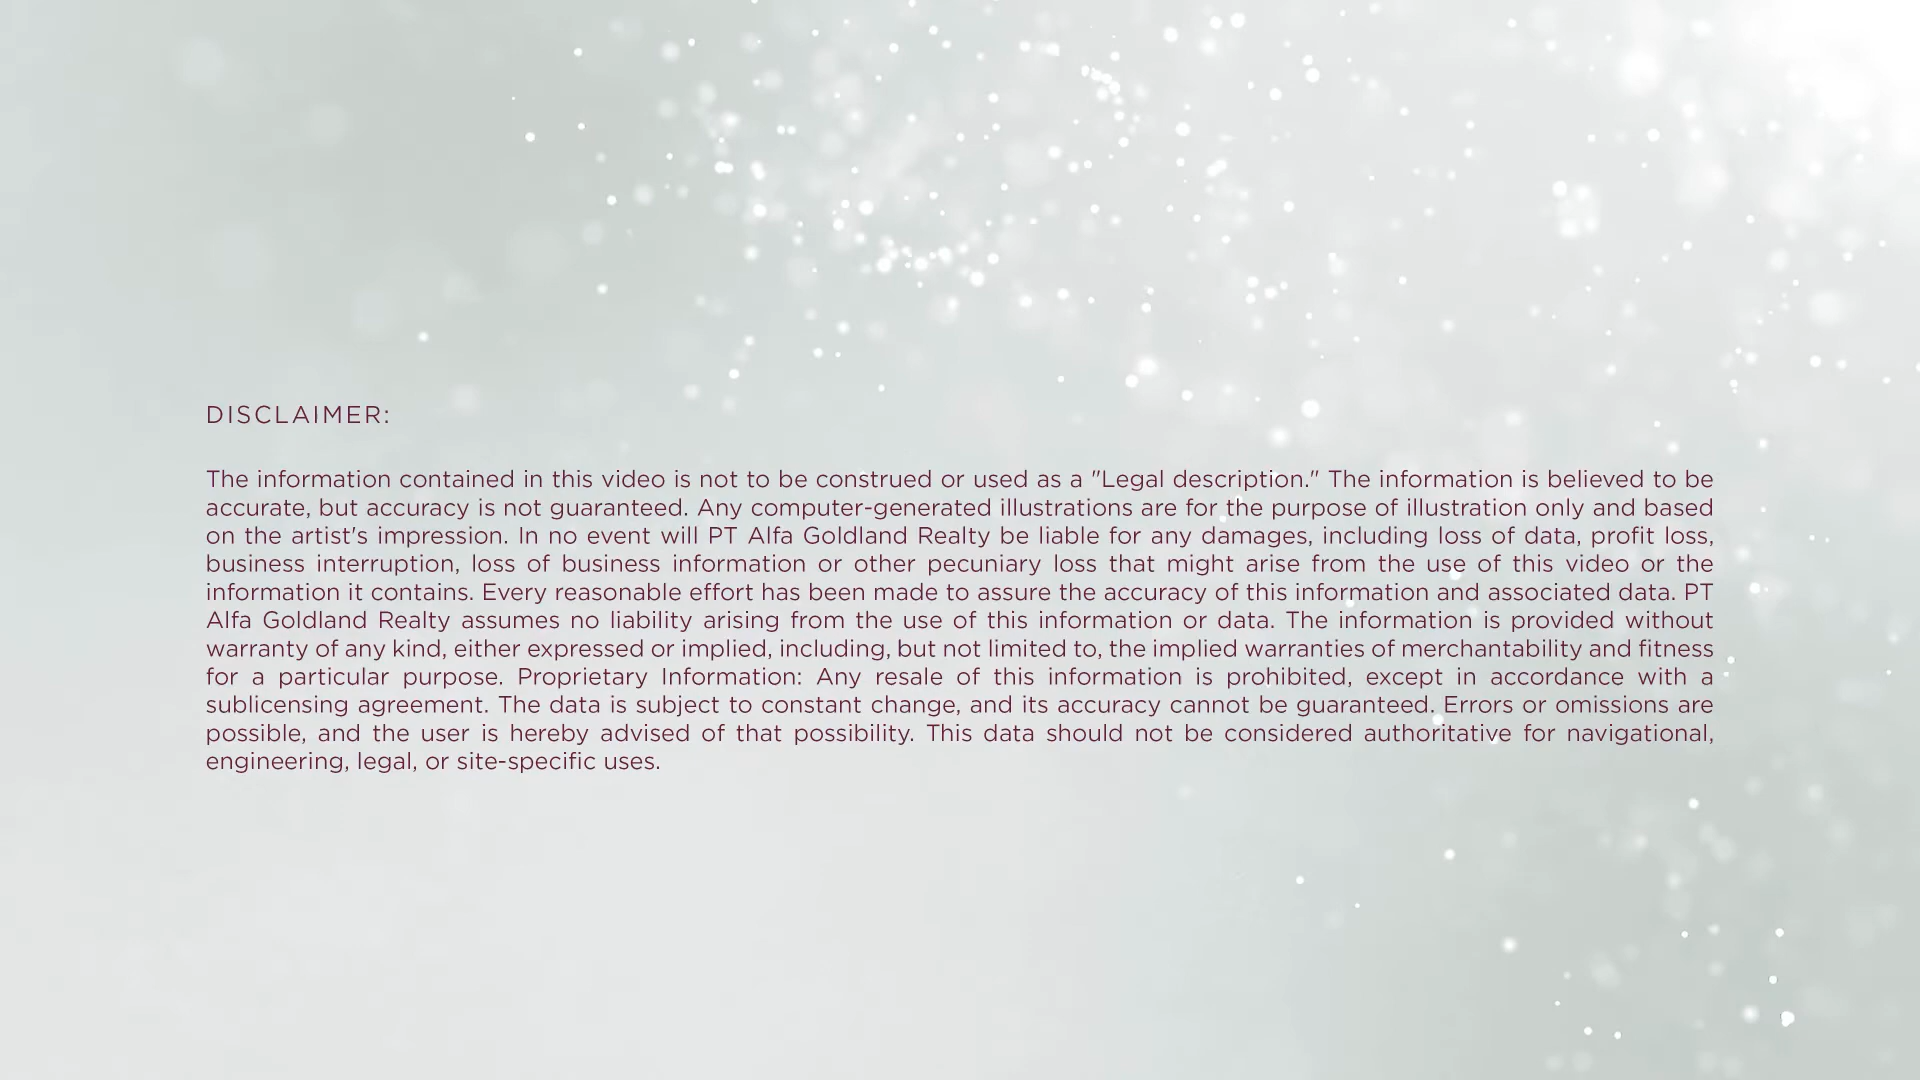 DISCLAIMER:
The information contained in this video is not to be construed or used as a "Legal description." The information is believed to be
accurate, but accuracy is not guaranteed. Any computer-generated illustrations are for the purpose of illustration only and based
on the artist's impression. In no event will PT Alfa Goldland Realty be liable for any damages, including loss of data, profit loss,
business interruption, loss of business information or other pecuniary loss that might arise from the use of this video or the
information it contains. Every reasonable effort has been made to assure the accuracy of this information and associated data. PT
Alfa Goldland Realty assumes no liability arising from the use of this information or data. The information is provided without
warranty of any kind, either expressed or implied, including, but not limited to, the implied warranties of merchantability and fitness
for a particular purpose. Proprietary Information: Any resale of this information is prohibited, except in accordance with a
sublicensing agreement. The data is subject to constant change, and its accuracy cannot be guaranteed. Errors or omissions are
possible, and the user is hereby advised of that possibility. This data should not be considered authoritative for navigational,
engineering, legal, or site-specific uses.